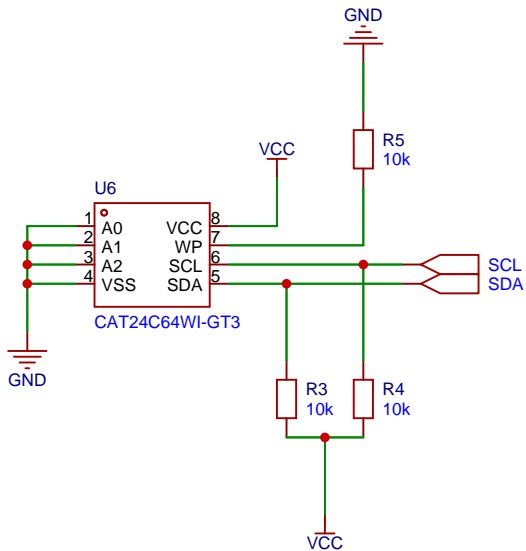 GND
R5
10k
VCC
U6
1 A0 VCC 8
2 A1 WP 7
3 A2 SCL 6
4 VSS SDA 5
SCL
SDA
CAT24C64WI-GT3
GND
R3
10k
R4
10k
VCC